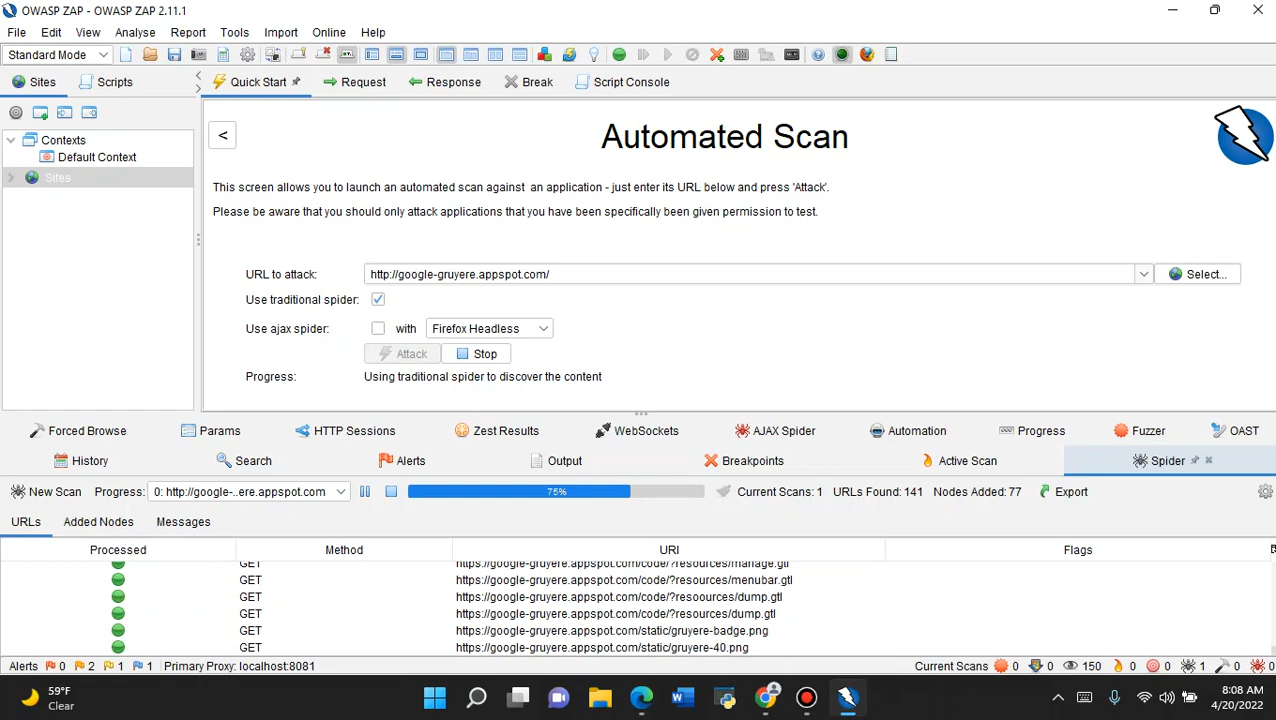 OWASP ZAP - OWASP ZAP 2.11.1
File Edit View Analyse Report Tools Import Online Help
Standard Mode
Sites Scripts Quick Start Request Response Break Script Console
<
Automated Scan
Contexts
Default Context
Sites
This screen allows you to launch an automated scan against an application - just enter its URL below and press 'Attack'.
Please be aware that you should only attack applications that you have been specifically been given permission to test.
URL to attack: http://google-gruyere.appspot.com/ Select...
Use traditional spider:
Use ajax spider: with Firefox Headless
Attack Stop
Progress: Using traditional spider to discover the content
Forced Browse Params HTTP Sessions Zest Results WebSockets AJAX Spider Automation Progress Fuzzer OAST
History Search Alerts Output Breakpoints Active Scan Spider
New Scan Progress: 0: http://google-..ere.appspot.com 75% Current Scans: 1 URLs Found: 141 Nodes Added: 77 Export
URLs Added Nodes Messages
Processed Method URI Flags
GET https://google-gruyere.appspot.com/code/?resources/manage.gtl
GET https://google-gruyere.appspot.com/code/?resources/menubar.gtl
GET https://google-gruyere.appspot.com/code/?resoources/dump.gtl
GET https://google-gruyere.appspot.com/code/?resources/dump.gtl
GET https://google-gruyere.appspot.com/static/gruyere-badge.png
GET https://google-gruyere.appspot.com/static/gruyere-40.png
Alerts 0 2 1 1 Primary Proxy: localhost:8081 Current Scans 0 0 150 0 0 1 0 0
59°F
Clear
8:08 AM
4/20/2022